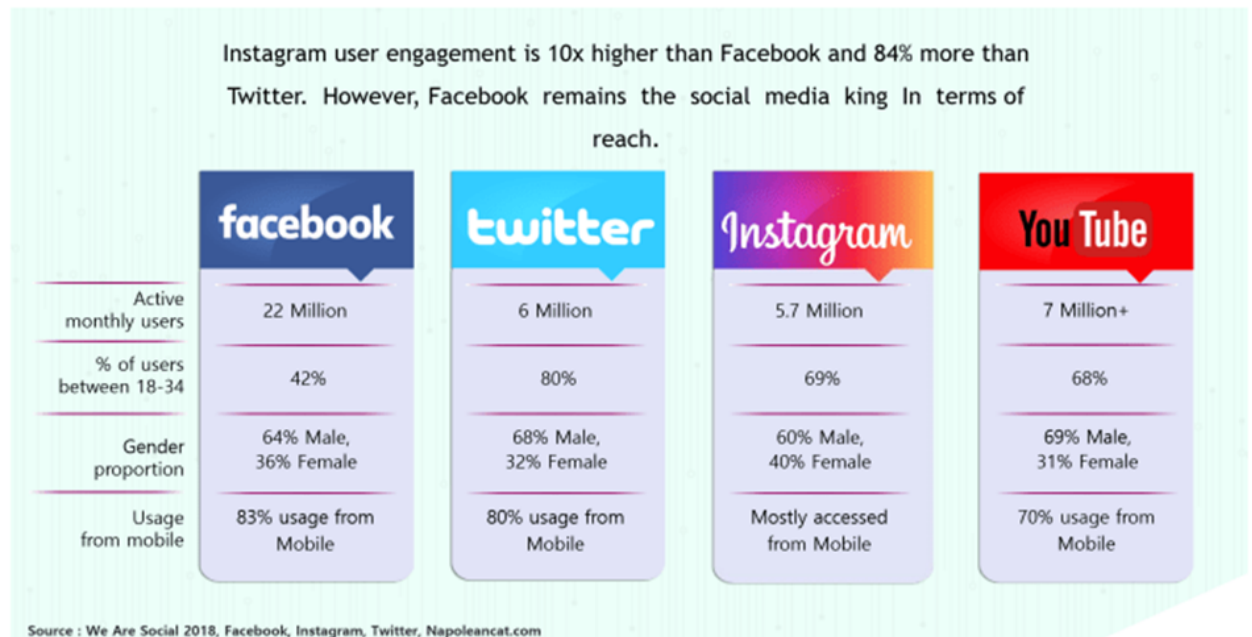 Instagram user engagement is 10x higher than Facebook and 84% more than
Twitter. However, Facebook remains the social media king In terms of
reach.
facebook twitter Instagram YouTube
Active
monthly users
22 Million 6 Million 5.7 Million 7 Million+
% of users
between 18-34
42% 80% 69% 68%
Gender
proportion
64% Male, 68% Male, 60% Male, 69% Male,
36% Female 32% Female 40% Female 31% Female
Usage
from mobile
83% usage from 80% usage from Mostly accessed 70% usage from
Mobile Mobile from Mobile Mobile
Source : We Are Social 2018, Facebook, Instagram, Twitter, Napoleancat.com